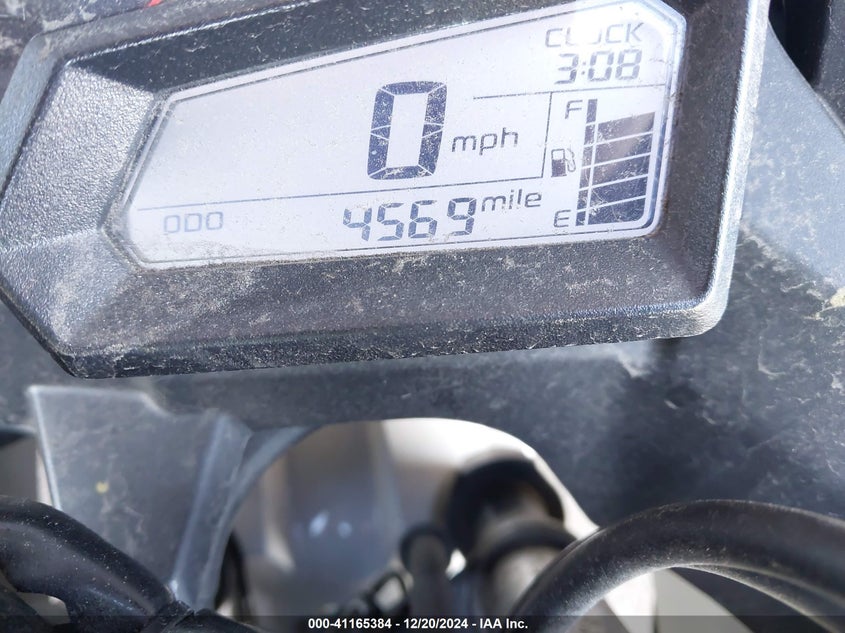 CLOCK
3:08
0 mph
F
ODO 4569 mile
E
000-41165384 - 12/20/2024 - IAA Inc.